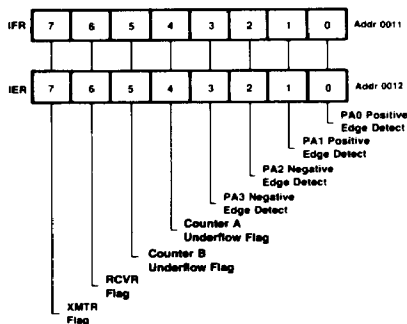 IFR 7 6 5 4 3 2 1 0 Addr 0011
IER 7 6 5 4 3 2 1 0 Addr 0012
PA0 Positive
Edge Detect
PA1 Positive
Edge Detect
PA2 Negative
Edge Detect
PA3 Negative
Edge Detect
Counter A
Underflow Flag
Counter B
Underflow Flag
RCVR
Flag
XMTR
Flag